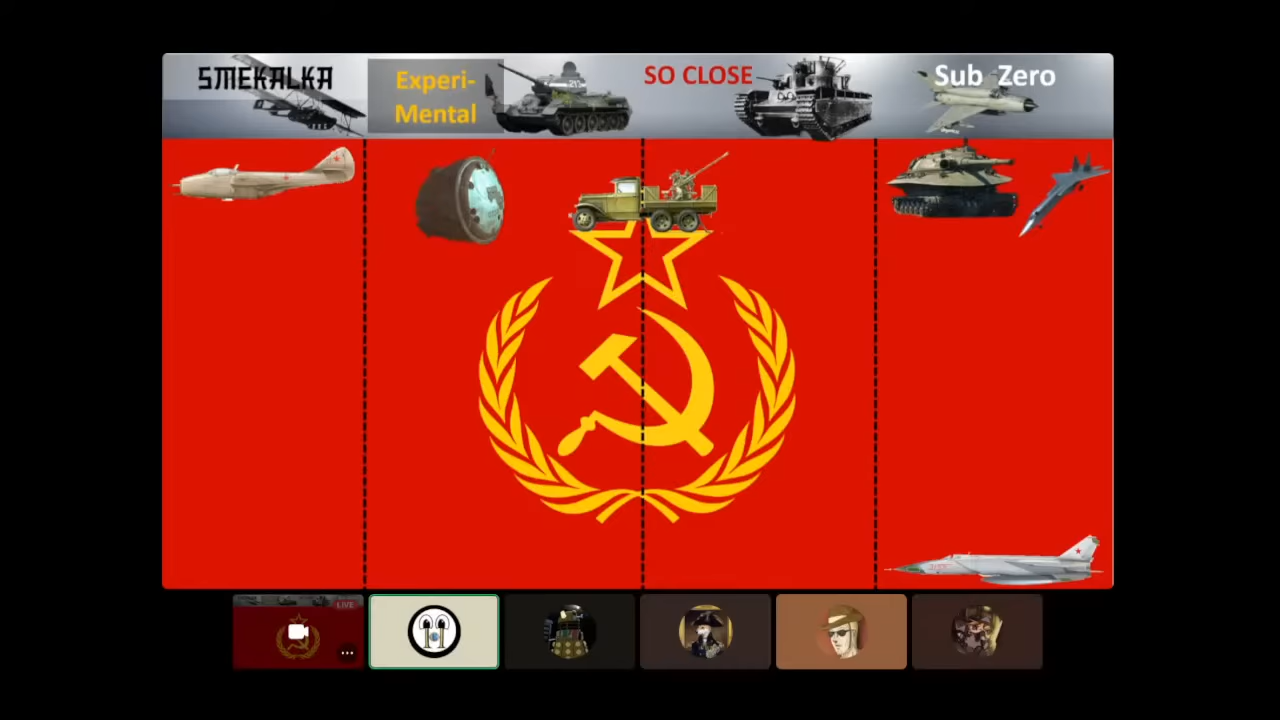 SMEKALKA
Experi-
Mental
SO CLOSE
Sub Zero
LIVE